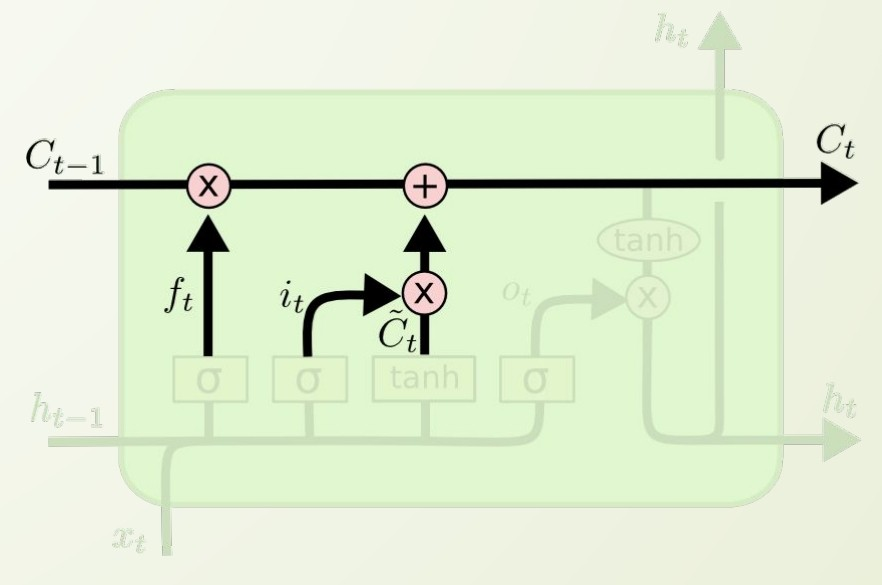 h_t
C_{t-1}
C_t
x
+
tanh
f_t
i_t
x
o_t
x
C̃_t
σ
σ
tanh
σ
h_{t-1}
h_t
x_t